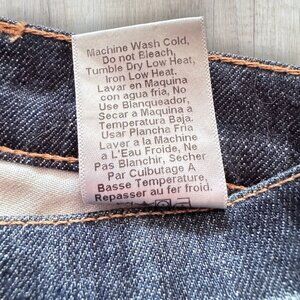 Machine Wash Cold,
Do not Bleach,
Tumble Dry Low Heat,
Iron Low Heat.
Lavar en Maquina
con agua fria, No
Use Blanqueador,
Secar a Maquina a
Temperatura Baja.
Usar Plancha Fria
Laver a la Machine
a L'Eau Froide, Ne
Pas Blanchir, Secher
Par Culbutage A
Basse Temperature,
Repasser au fer froid.